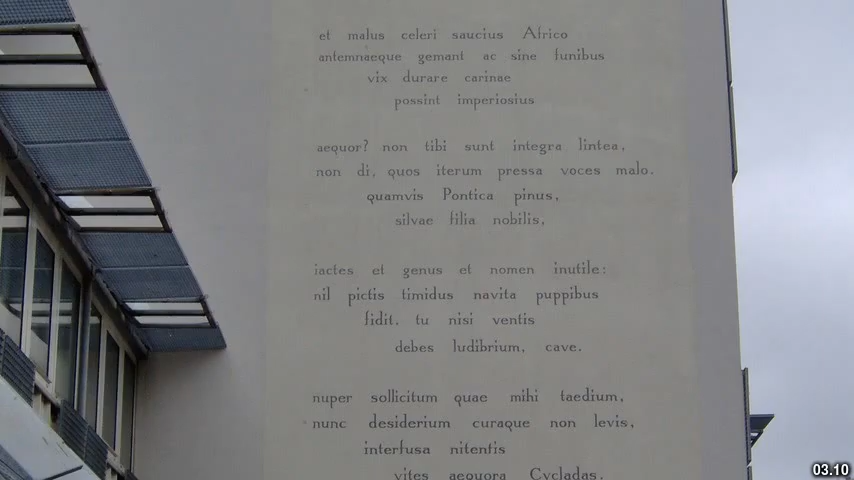 et malus celeri saucius Africo
antemnaeque gemant ac sine funibus
vix durare carinae
possint imperiosius
aequor? non tibi sunt integra lintea,
non di, quos iterum pressa voces malo.
quamvis Pontica pinus,
silvae filia nobilis,
iactes et genus et nomen inutile:
nil pictis timidus navita puppibus
fidit. tu nisi ventis
debes ludibrium, cave.
nuper sollicitum quae mihi taedium,
nunc desiderium curaque non levis,
interfusa nitentis
vites aequora Cycladas.
03.10